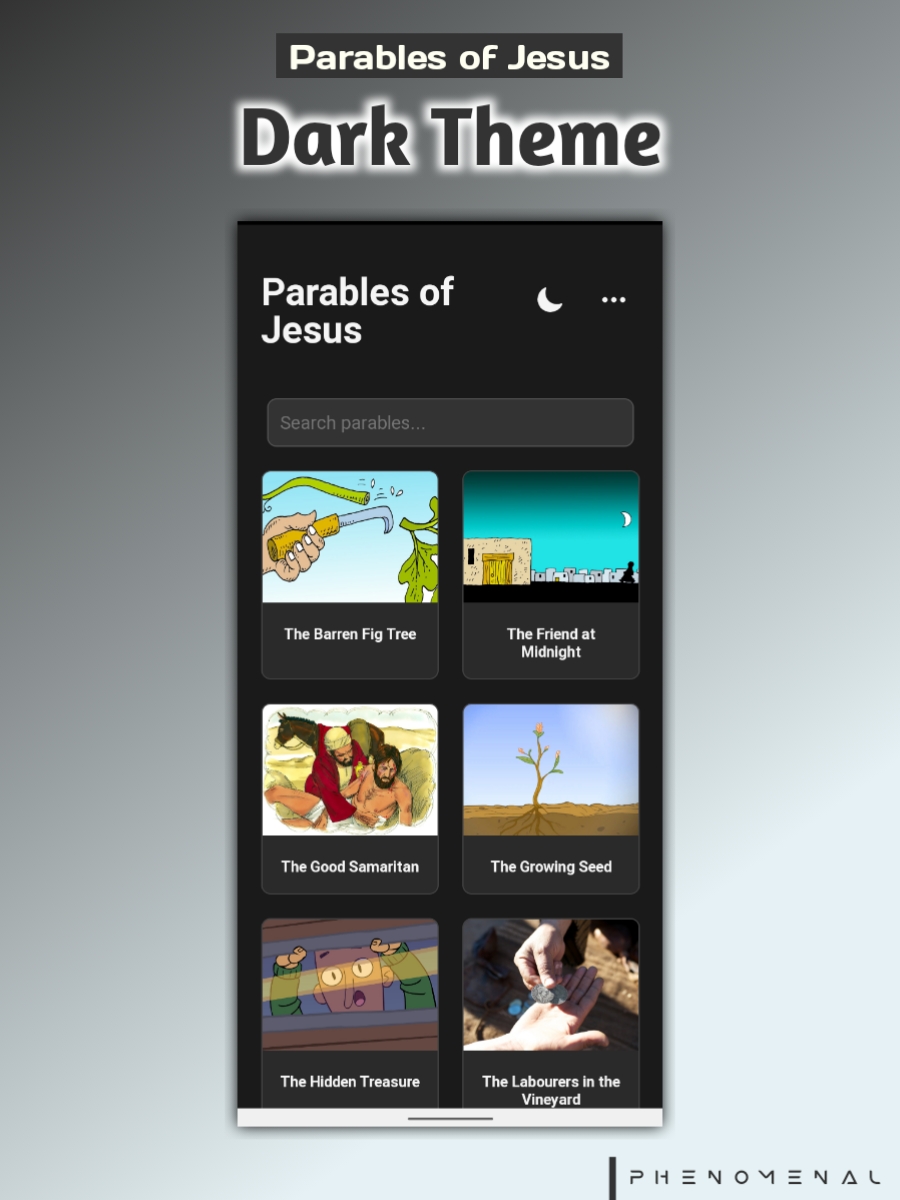 Parables of Jesus
Dark Theme
Parables of
Jesus
Search parables...
The Barren Fig Tree
The Friend at
Midnight
The Good Samaritan
The Growing Seed
The Hidden Treasure
The Labourers in the
Vineyard
PHENOMENAL